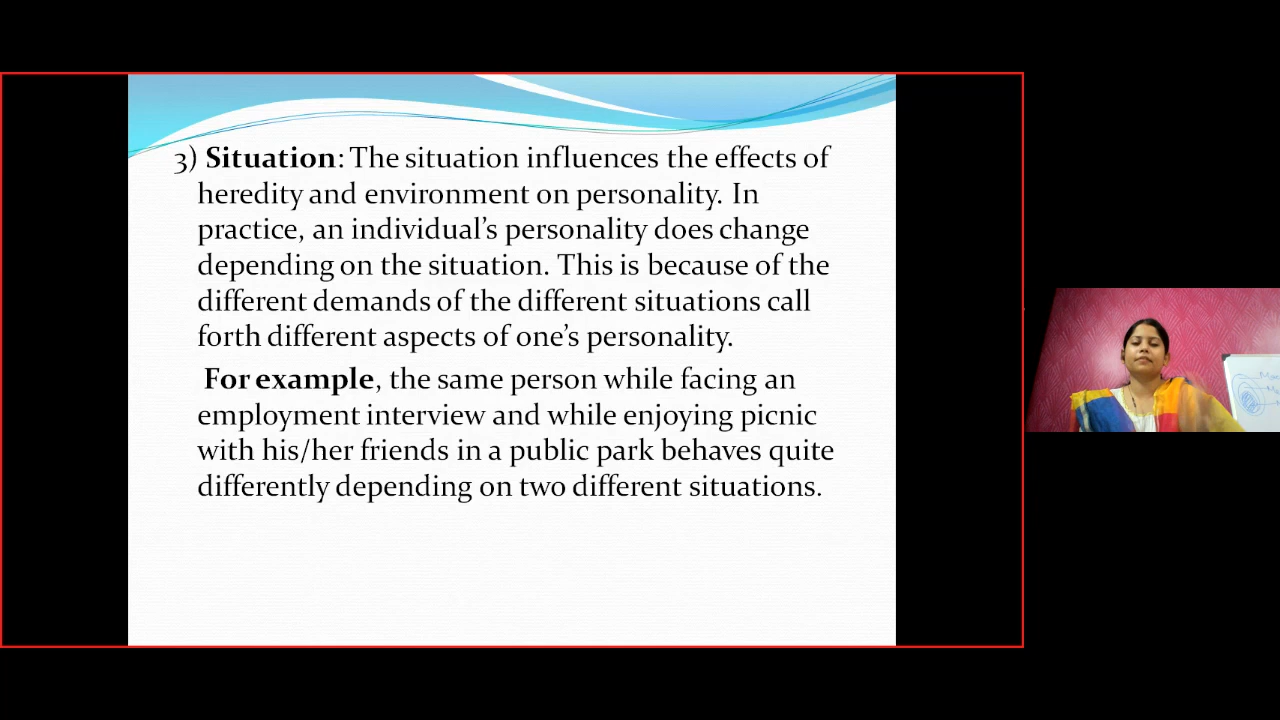 3) Situation: The situation influences the effects of
heredity and environment on personality. In
practice, an individual’s personality does change
depending on the situation. This is because of the
different demands of the different situations call
forth different aspects of one’s personality.
For example, the same person while facing an
employment interview and while enjoying picnic
with his/her friends in a public park behaves quite
differently depending on two different situations.